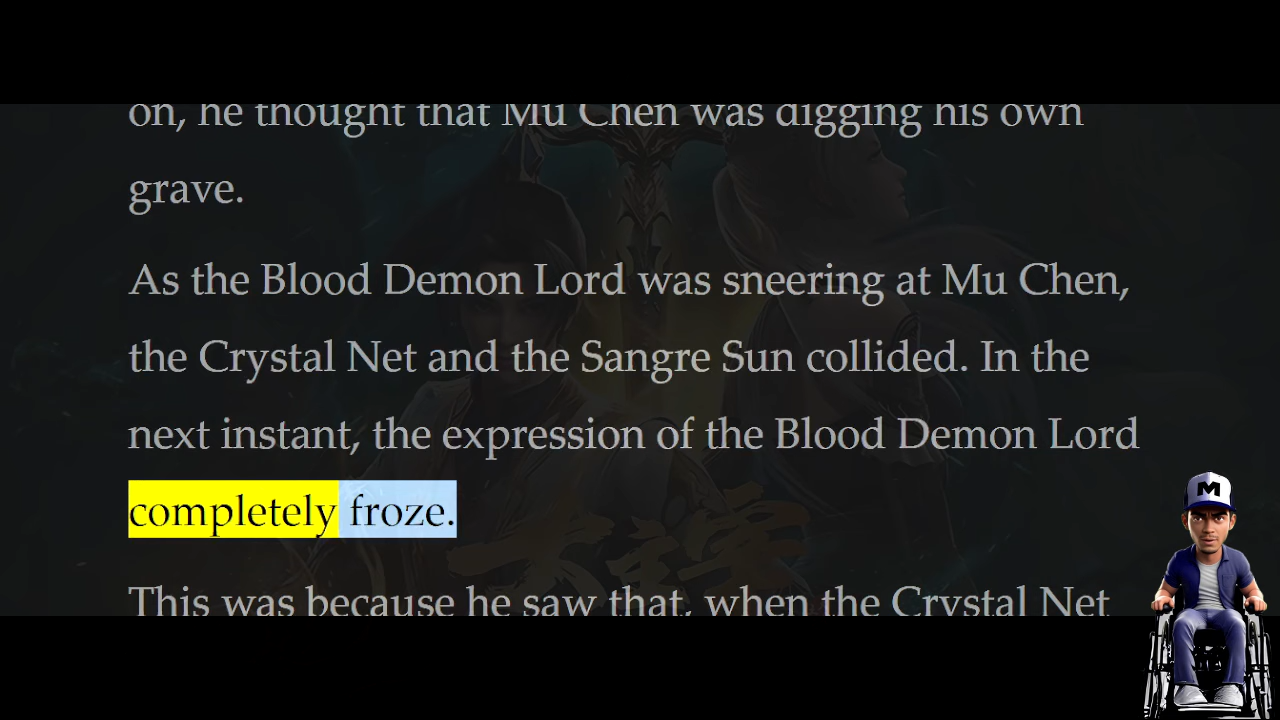 on, he thought that Mu Chen was digging his own
grave.
As the Blood Demon Lord was sneering at Mu Chen,
the Crystal Net and the Sangre Sun collided. In the
next instant, the expression of the Blood Demon Lord
completely froze.
This was because he saw that, when the Crystal Net
M